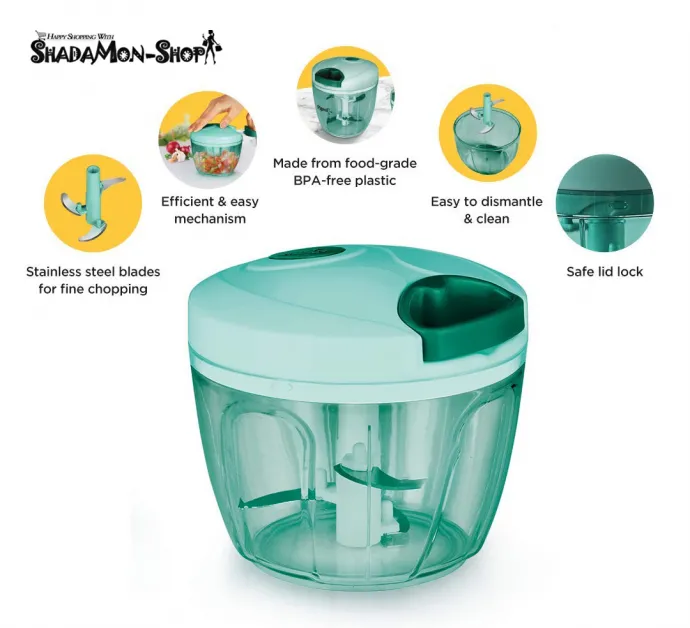 Happy Shopping With
ShadaMon-Shop
Made from food-grade
BPA-free plastic
Efficient & easy
mechanism
Easy to dismantle
& clean
Stainless steel blades
for fine chopping
Safe lid lock